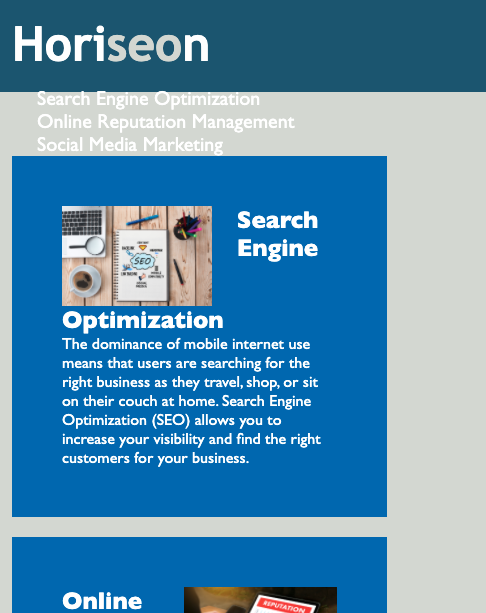 Horiseon
Search Engine Optimization
Online Reputation Management
Social Media Marketing
SEO
Search
Engine
Optimization
The dominance of mobile internet use
means that users are searching for the
right business as they travel, shop, or sit
on their couch at home. Search Engine
Optimization (SEO) allows you to
increase your visibility and find the right
customers for your business.
Online
REPUTATION